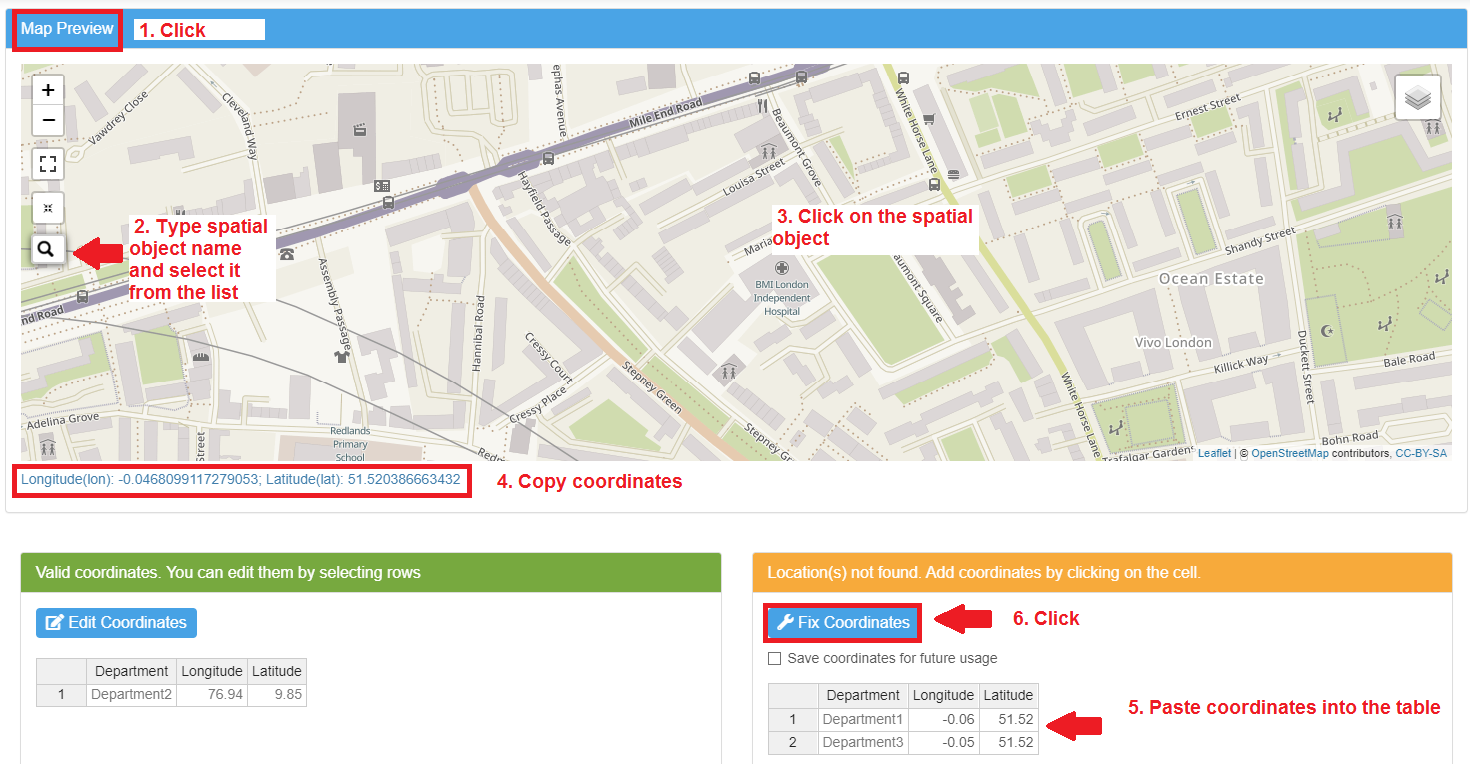 Map Preview
1. Click
+
−
Vawdrey Close
Cleveland Way
ephas Avenue
Mile End Road
White Horse Lane
Ernest Street
Beaumont Grove
Louisa Street
Hayfield Passage
2. Type spatial
object name
and select it
from the list
3. Click on the spatial
object
Maria
Shandy Street
Ocean Estate
BMI London
Independent
Hospital
aumont Square
nd Road
Assembly Passage
Hannibal Road
Cressy Court
Cressy Place
Stepney Green
Vivo London
Killick Way
Duckett Street
Bale Road
White Horse Lane
Adelina Grove
Street
Redlands
Primary
School
Redm
Stepney Green
Trafalgar Gardens
Bohn Road
Leaflet | © OpenStreetMap contributors, CC-BY-SA
Longitude(lon): -0.0468099117279053; Latitude(lat): 51.520386663432
4. Copy coordinates
Valid coordinates. You can edit them by selecting rows
Edit Coordinates
Department Longitude Latitude
1 Department2 76.94 9.85
Location(s) not found. Add coordinates by clicking on the cell.
Fix Coordinates
6. Click
Save coordinates for future usage
Department Longitude Latitude
1 Department1 -0.06 51.52
2 Department3 -0.05 51.52
5. Paste coordinates into the table